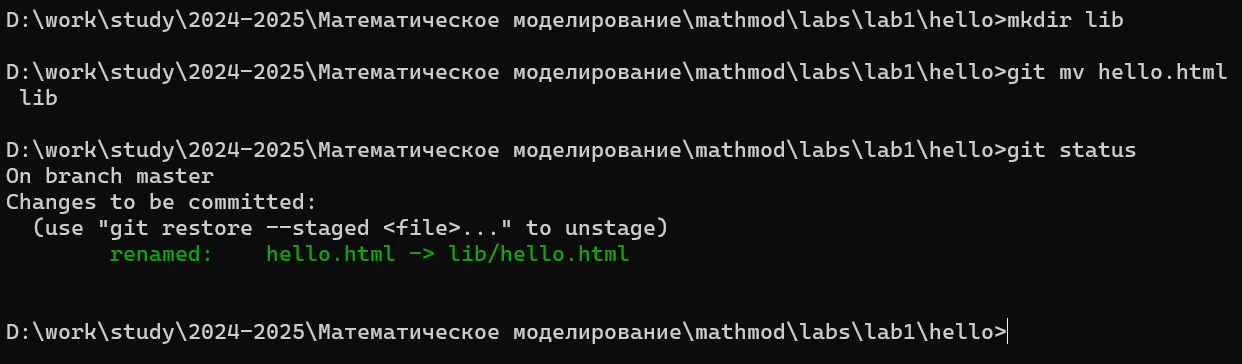 D:\work\study\2024-2025\Математическое моделирование\mathmod\labs\lab1\hello>mkdir lib
D:\work\study\2024-2025\Математическое моделирование\mathmod\labs\lab1\hello>git mv hello.html
lib
D:\work\study\2024-2025\Математическое моделирование\mathmod\labs\lab1\hello>git status
On branch master
Changes to be committed:
(use "git restore --staged <file>..." to unstage)
renamed:    hello.html -> lib/hello.html
D:\work\study\2024-2025\Математическое моделирование\mathmod\labs\lab1\hello>